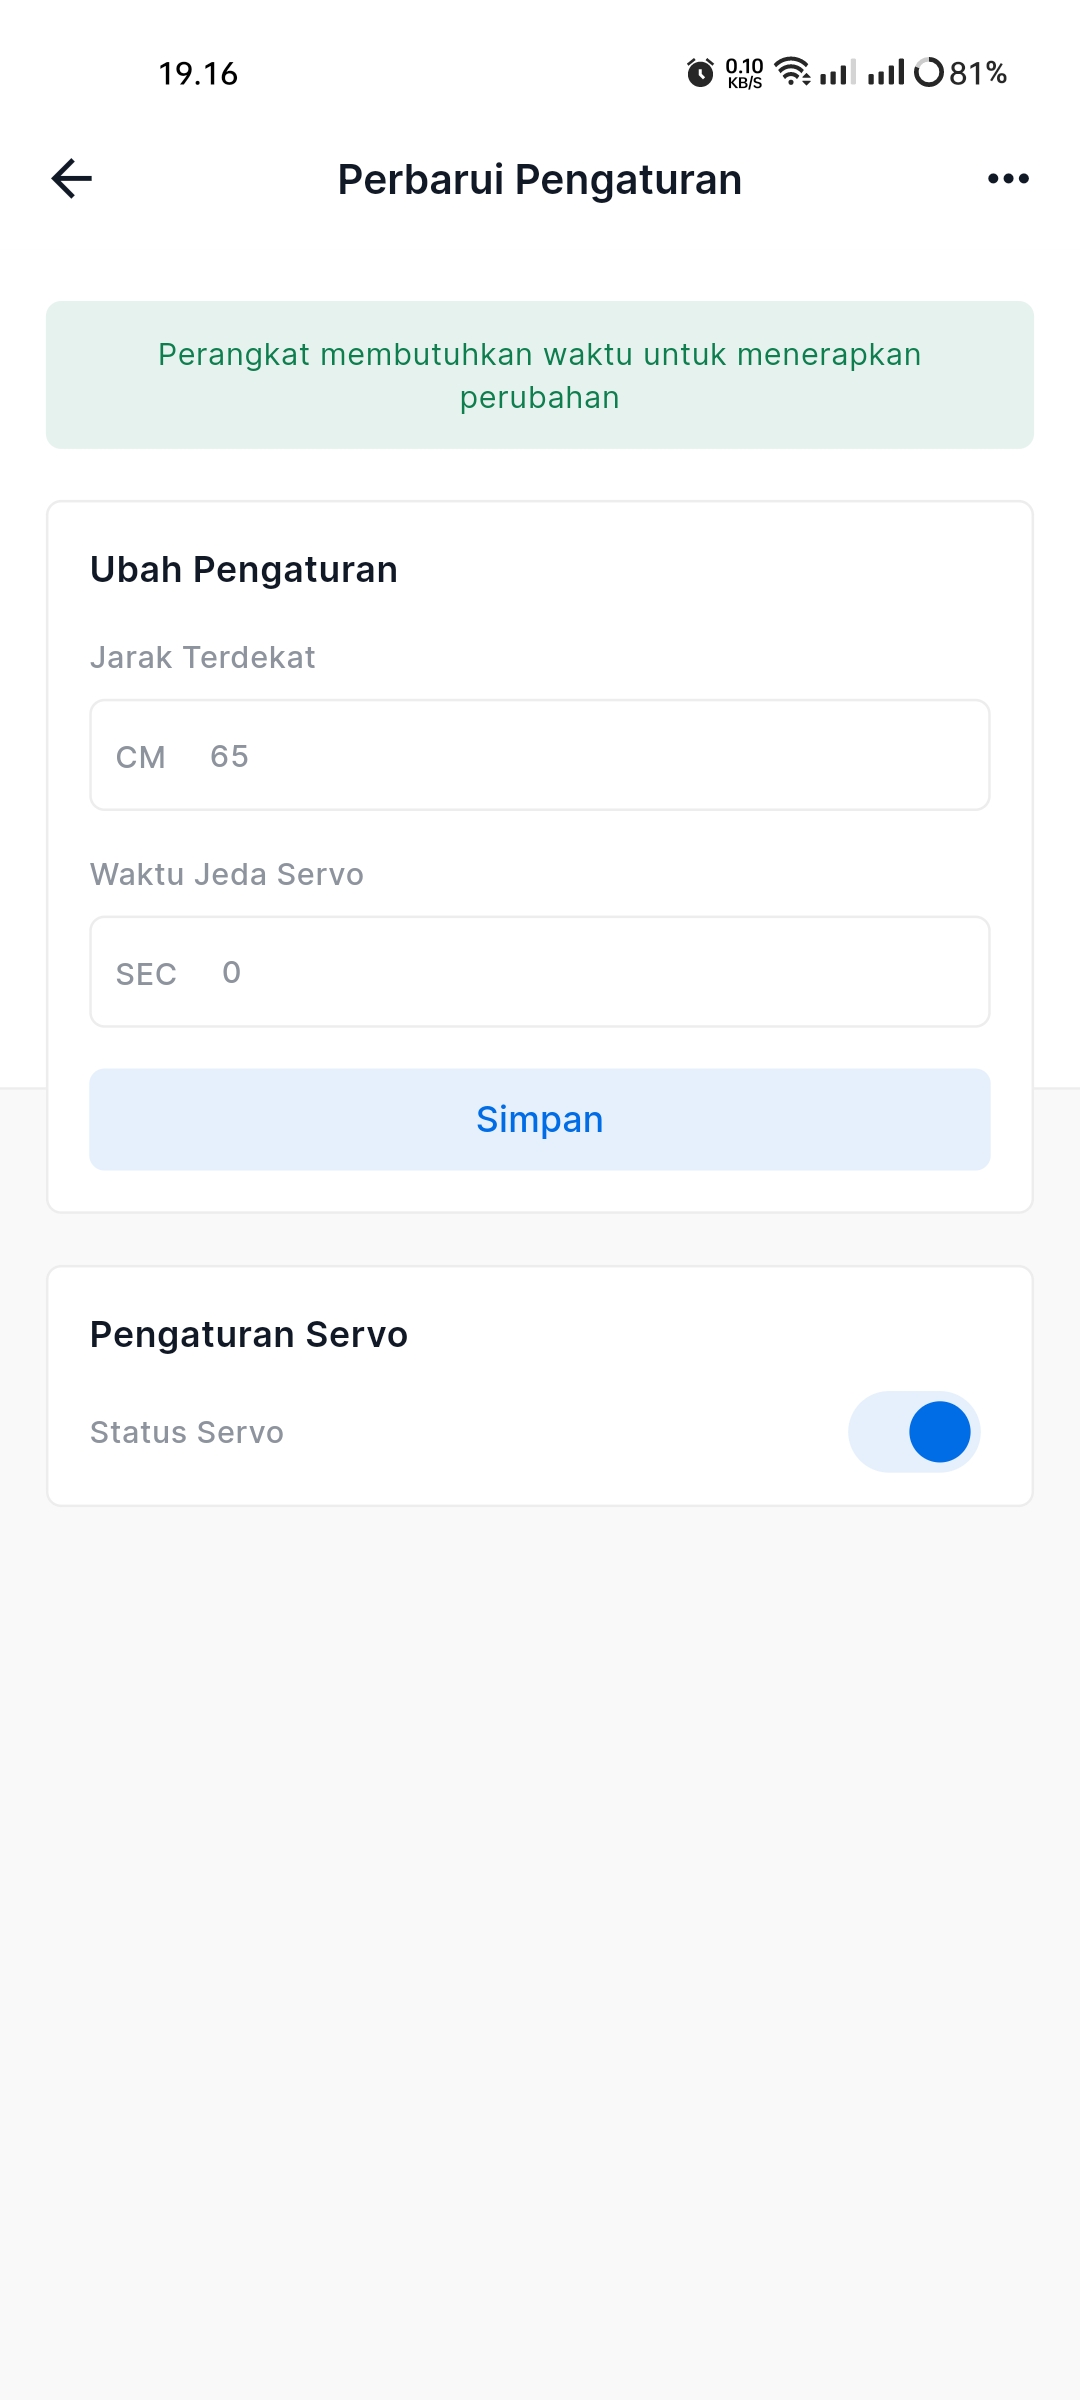 19.16
0.10
KB/S
81%
Perbarui Pengaturan
Perangkat membutuhkan waktu untuk menerapkan
perubahan
Ubah Pengaturan
Jarak Terdekat
CM 65
Waktu Jeda Servo
SEC 0
Simpan
Pengaturan Servo
Status Servo